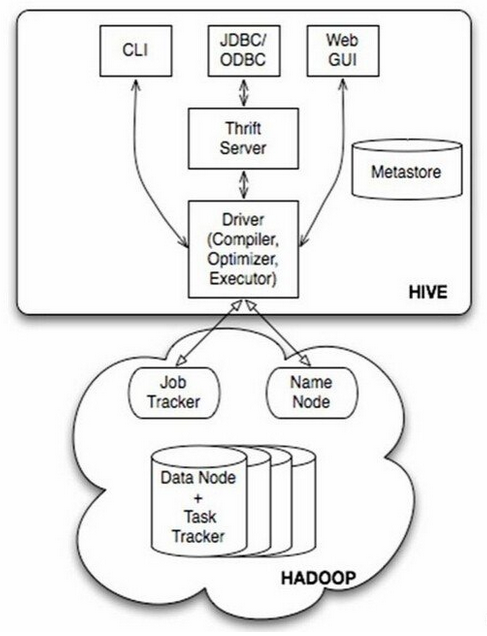 CLI
JDBC/
ODBC
Web
GUI
Thrift
Server
Metastore
Driver
(Compiler,
Optimizer,
Executor)
HIVE
Job
Tracker
Name
Node
Data Node
+
Task
Tracker
HADOOP